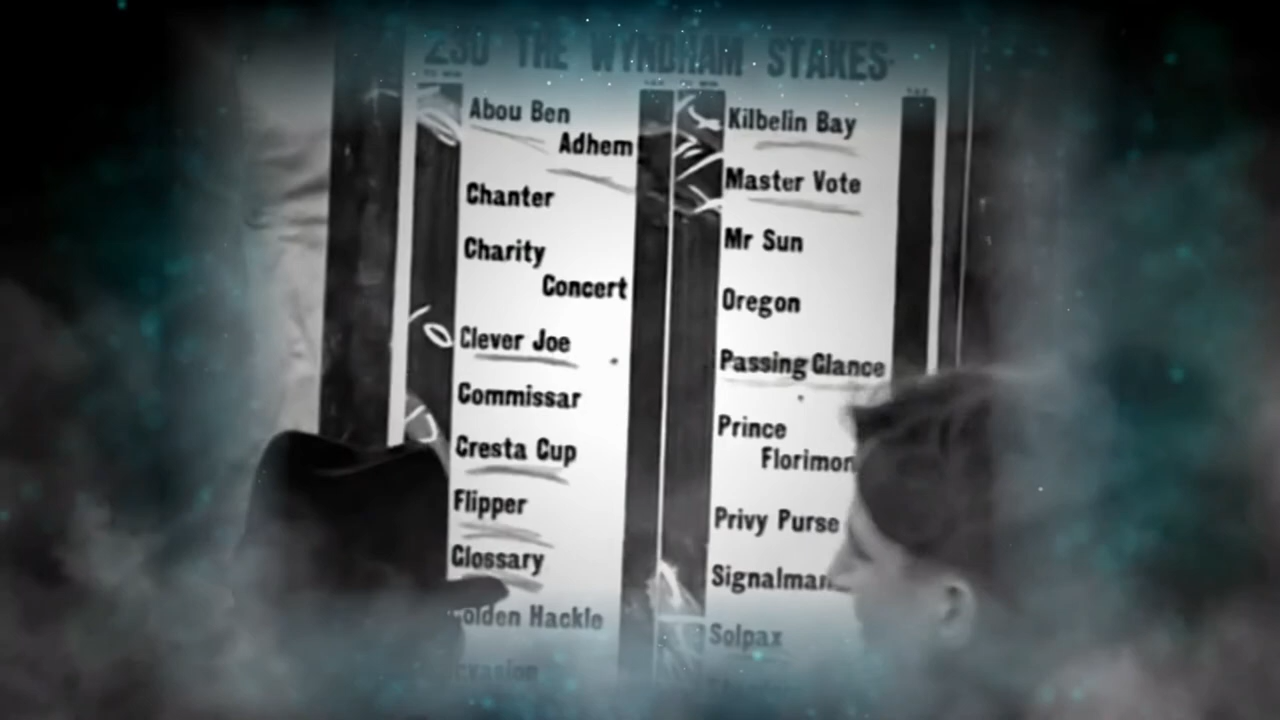 230 THE WYNDHAM STAKES
Abou Ben
Adhem
Chanter
Charity
Concert
Clever Joe
Commissar
Cresta Cup
Flipper
Glossary
olden Hackle
Kilbelin Bay
Master Vote
Mr Sun
Oregon
Passing Glance
Prince
Florimon
Privy Purse
Signalman
Solpax